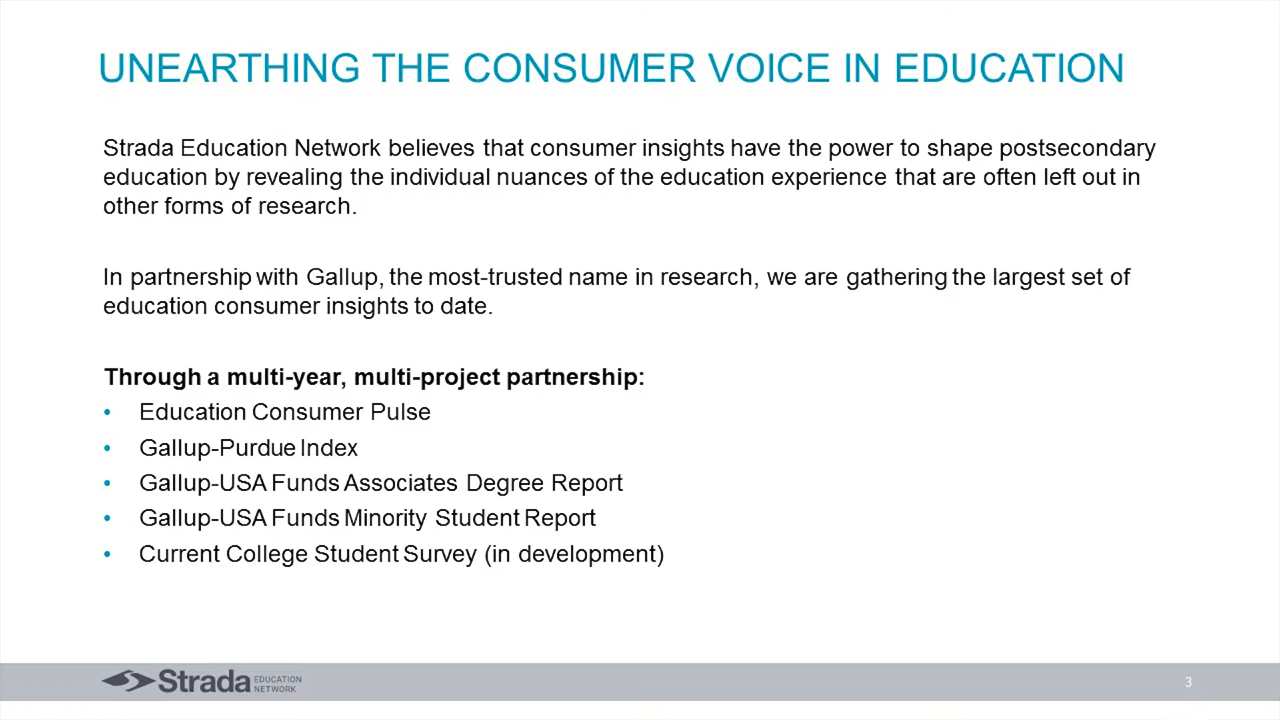 UNEARTHING THE CONSUMER VOICE IN EDUCATION
Strada Education Network believes that consumer insights have the power to shape postsecondary
education by revealing the individual nuances of the education experience that are often left out in
other forms of research.
In partnership with Gallup, the most-trusted name in research, we are gathering the largest set of
education consumer insights to date.
Through a multi-year, multi-project partnership:
• Education Consumer Pulse
• Gallup-Purdue Index
• Gallup-USA Funds Associates Degree Report
• Gallup-USA Funds Minority Student Report
• Current College Student Survey (in development)
Strada EDUCATION
NETWORK
3